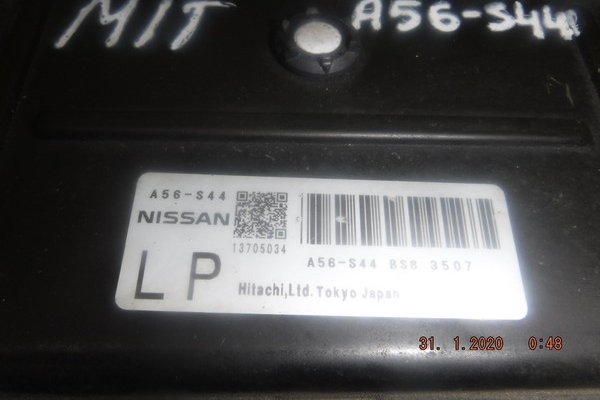 MIT A56-S44
A56-S44
NISSAN
13705034
A56-S44 BS8 3507
LP
Hitachi,Ltd. Tokyo Japan
31. 1.2020 0:48